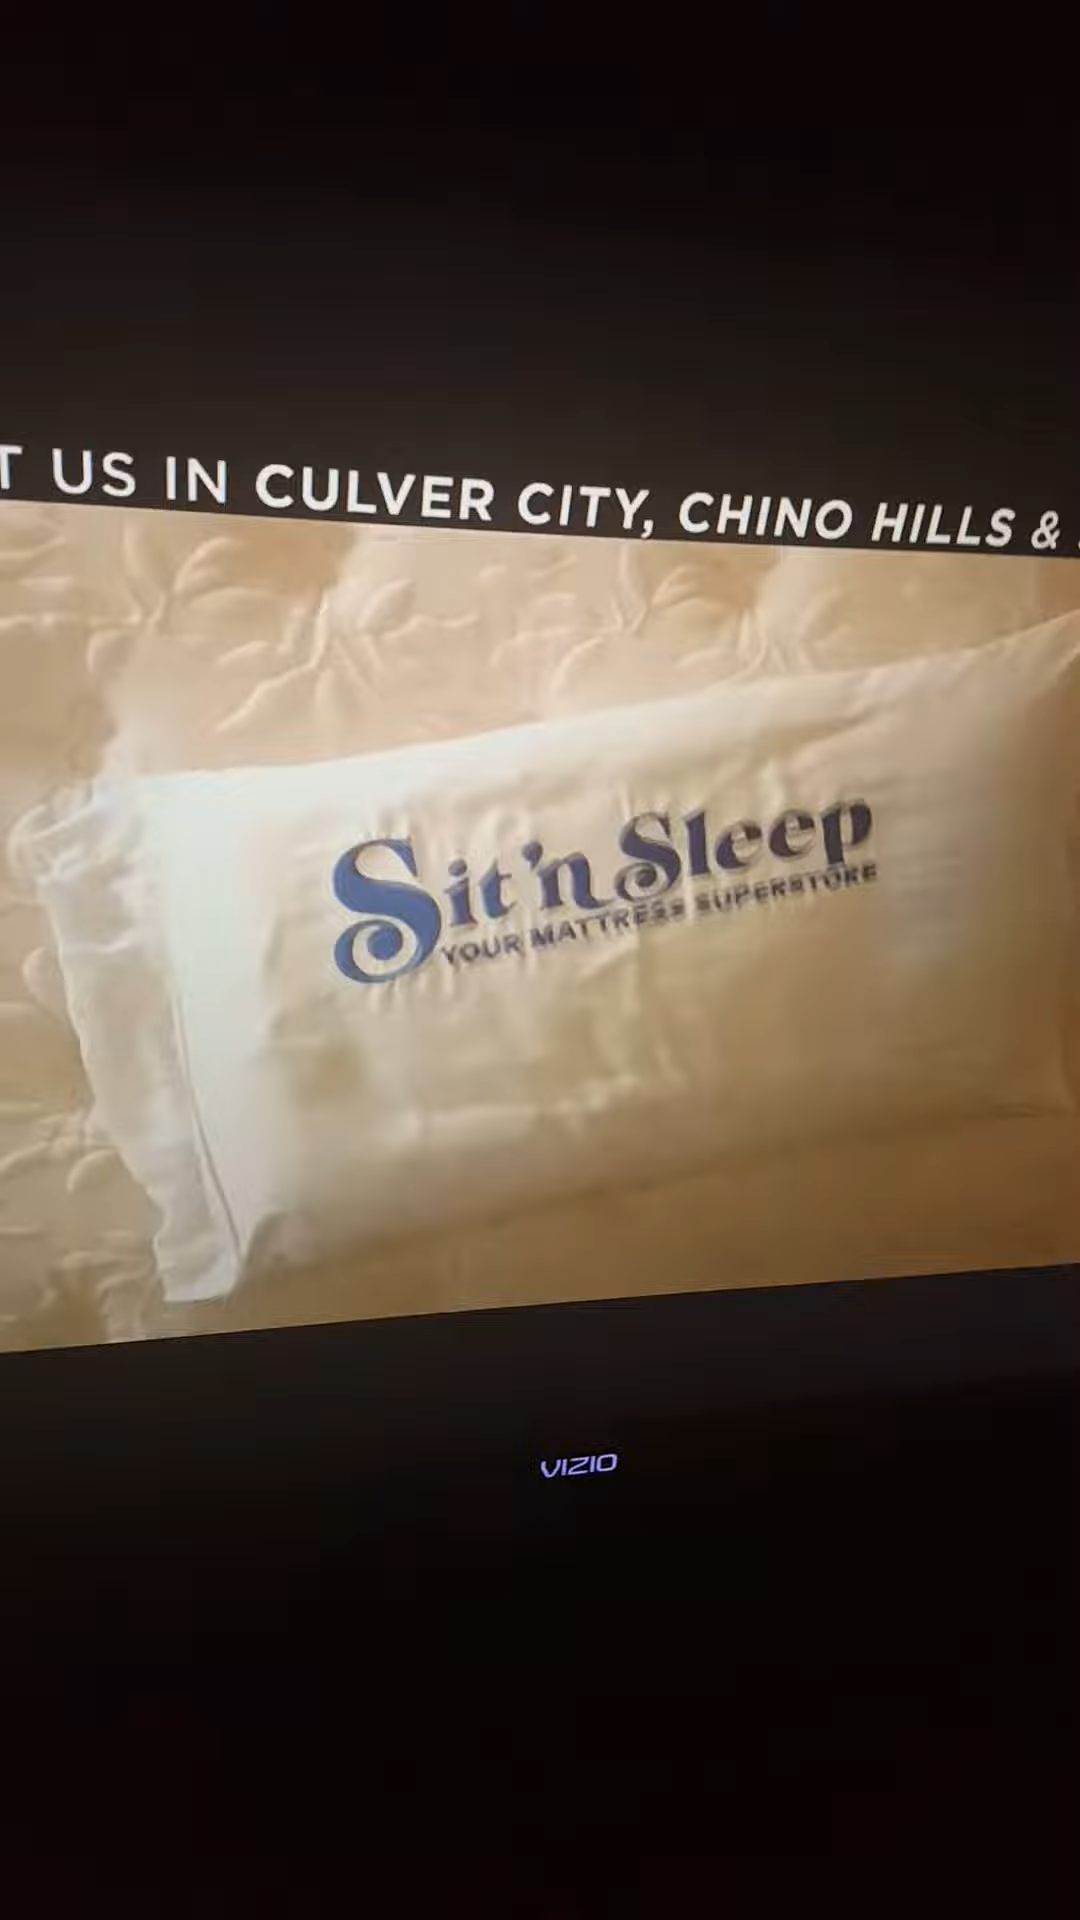 T US IN CULVER CITY, CHINO HILLS &
Sit'n Sleep
YOUR MATTRESS SUPERSTORE
VIZIO